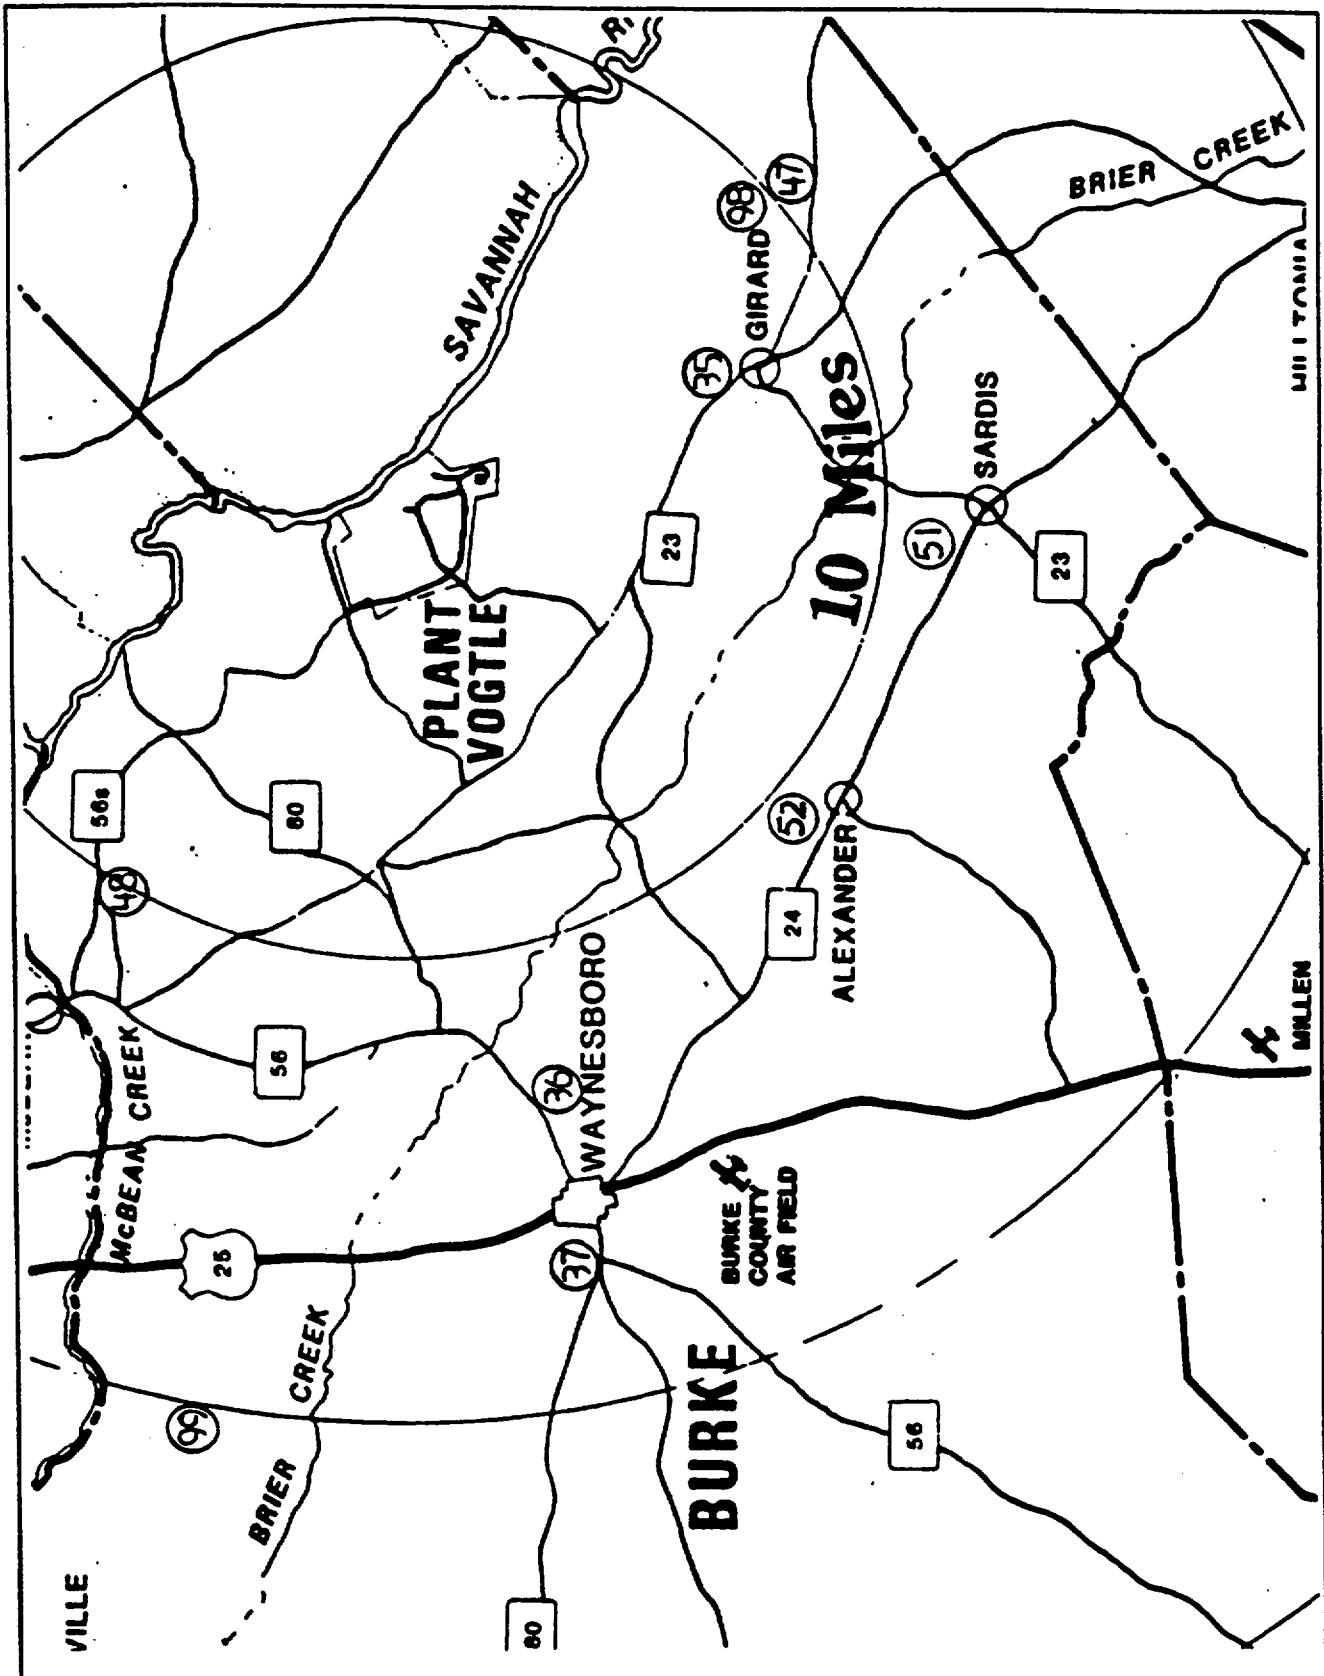 VILLE
McBEAN CREEK
BRIER
CREEK
SAVANNAH
PLANT
VOGTLE
WAYNESBORO
BURKE
COUNTY
AIR FIELD
BURKE
ALEXANDER
GIRARD
SARDIS
10 Miles
BRIER CREEK
MILLEN
99
25
56
56s
80
48
36
37
80
56
24
52
51
23
23
35
98
47